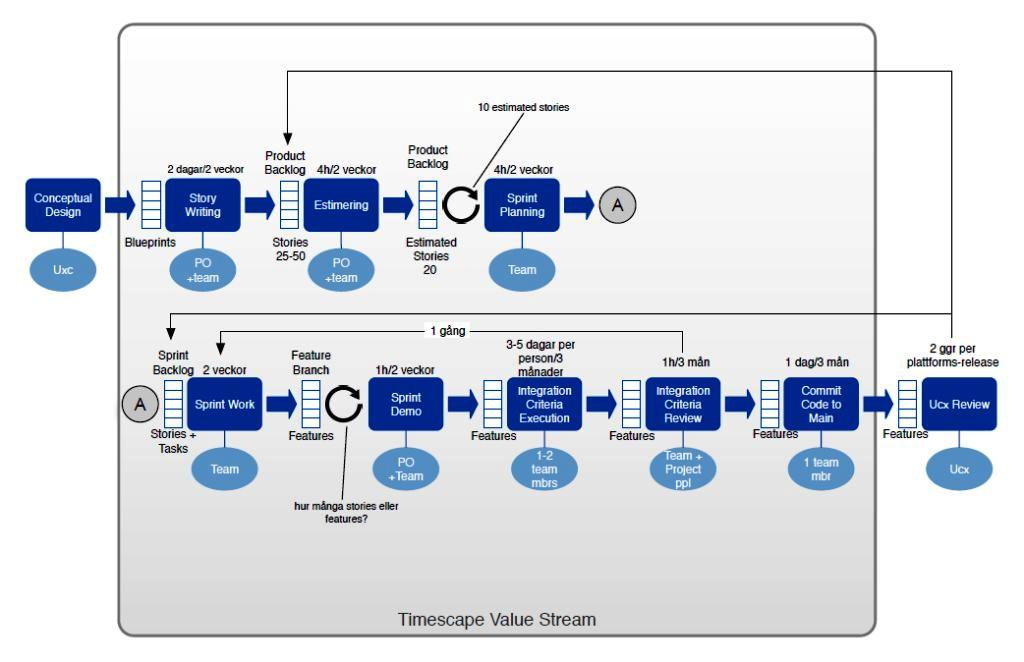 10 estimated stories
Conceptual
Design
Uxc
Blueprints
2 dagar/2 veckor
Story
Writing
PO
+team
Product
Backlog
Stories
25-50
4h/2 veckor
Estimering
PO
+team
Product
Backlog
Estimated
Stories
20
4h/2 veckor
Sprint
Planning
Team
A
1 gång
A
Sprint
Backlog
Stories +
Tasks
2 veckor
Sprint Work
Team
Feature
Branch
Features
hur många stories eller
features?
1h/2 veckor
Sprint
Demo
PO
+Team
Features
3-5 dagar per
person/3
månader
Integration
Criteria
Execution
1-2
team
mbrs
Features
1h/3 mån
Integration
Criteria
Review
Team +
Project
ppl
Features
1 dag/3 mån
Commit
Code to
Main
1 team
mbr
Features
2 ggr per
plattforms-release
Ucx Review
Ucx
Timescape Value Stream